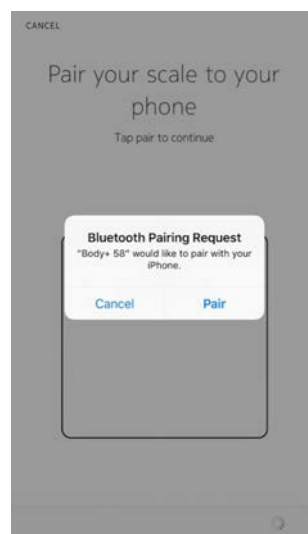 CANCEL
Pair your scale to your
phone
Tap pair to continue
Bluetooth Pairing Request
"Body+ 58" would like to pair with your
iPhone.
Cancel
Pair